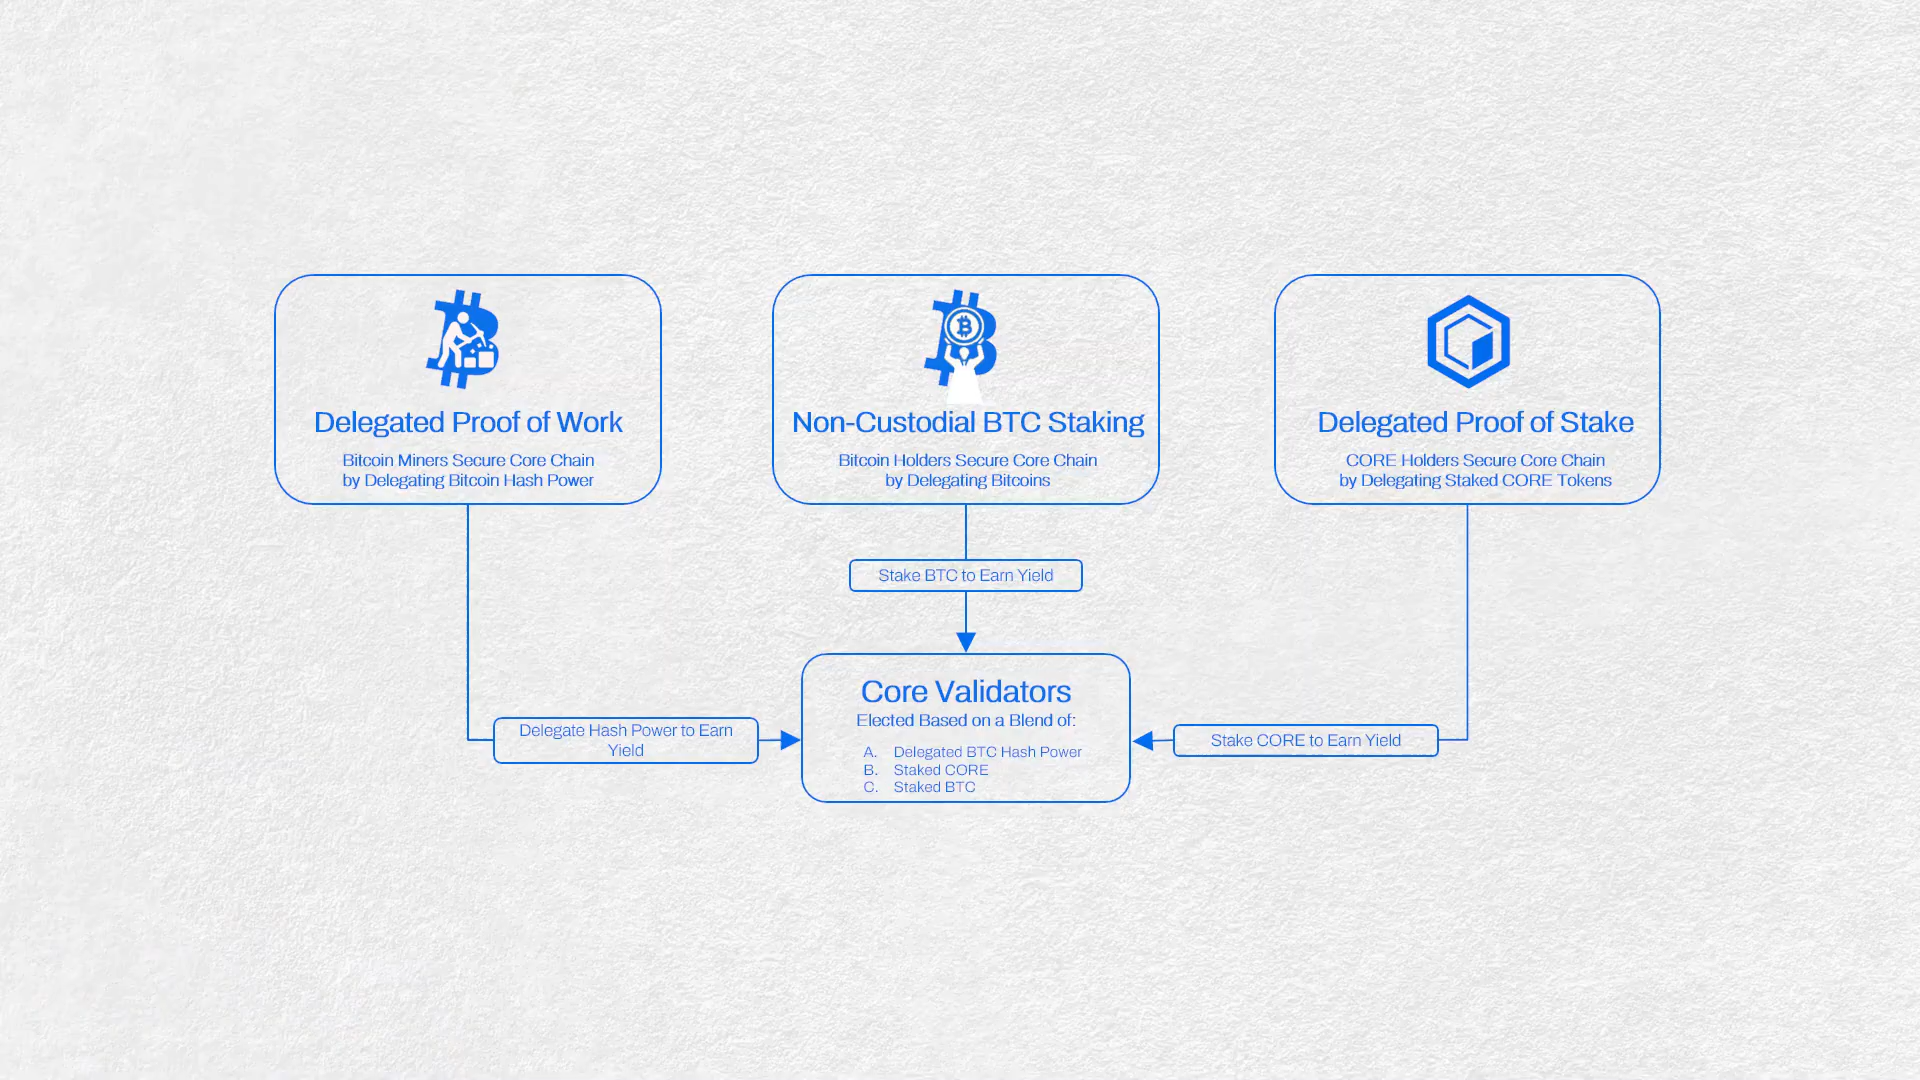 Delegated Proof of Work
Bitcoin Miners Secure Core Chain
by Delegating Bitcoin Hash Power
Non-Custodial BTC Staking
Bitcoin Holders Secure Core Chain
by Delegating Bitcoins
Delegated Proof of Stake
CORE Holders Secure Core Chain
by Delegating Staked CORE Tokens
Stake BTC to Earn Yield
Delegate Hash Power to Earn
Yield
Core Validators
Elected Based on a Blend of:
A. Delegated BTC Hash Power
B. Staked CORE
C. Staked BTC
Stake CORE to Earn Yield